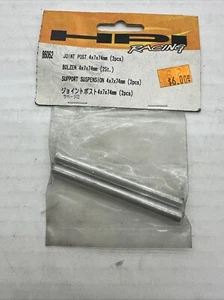 HPI
RACING
$6.00
86062 JOINT POST 4x7x74mm (2pcs)
BOLZEN 4x7x74mm (2St.)
SUPPORT SUSPENSION 4x7x74mm (2pcs)
ジョイントポスト4x7x74mm (2pcs)